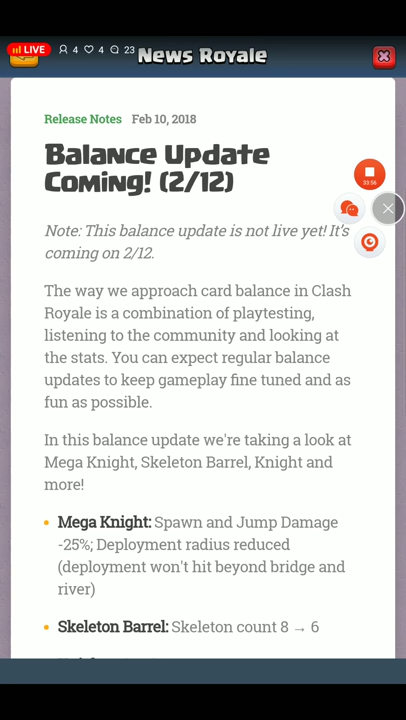 LIVE 4 4 23
News Royale
Release Notes Feb 10, 2018
Balance Update
Coming! (2/12)
33:56
Note: This balance update is not live yet! It's
coming on 2/12.
The way we approach card balance in Clash
Royale is a combination of playtesting,
listening to the community and looking at
the stats. You can expect regular balance
updates to keep gameplay fine tuned and as
fun as possible.
In this balance update we're taking a look at
Mega Knight, Skeleton Barrel, Knight and
more!
Mega Knight: Spawn and Jump Damage
-25%; Deployment radius reduced
(deployment won't hit beyond bridge and
river)
Skeleton Barrel: Skeleton count 8 → 6